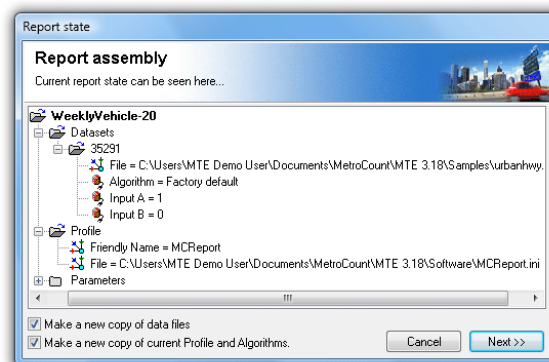 Report state
Report assembly
Current report state can be seen here...
WeeklyVehicle-20
Datasets
35291
File = C:\Users\MTE Demo User\Documents\MetroCount\MTE 3.18\Samples\urbanhwy.
Algorithm = Factory default
Input A = 1
Input B = 0
Profile
Friendly Name = MCReport
File = C:\Users\MTE Demo User\Documents\MetroCount\MTE 3.18\Software\MCReport.ini
Parameters
Make a new copy of data files
Make a new copy of current Profile and Algorithms.
Cancel
Next >>